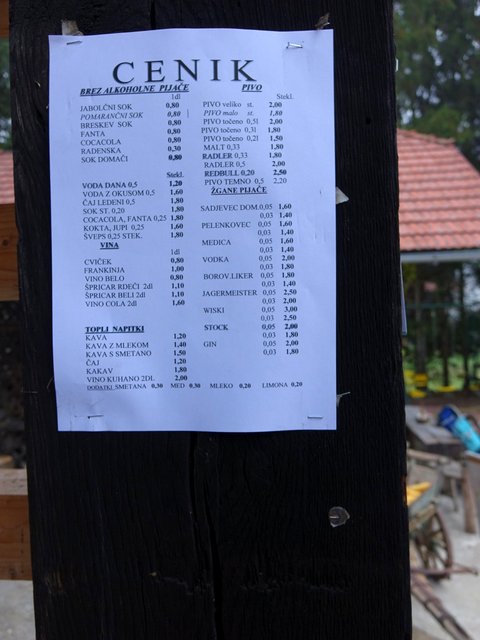 CENIK
BREZ ALKOHOLNE PIJAČE
1dl
JABOLČNI SOK 0,80
POMARANČNI SOK 0,80
BRESKEV SOK 0,80
FANTA 0,80
COCACOLA 0,80
RADENSKA 0,30
SOK DOMAČI 0,80
Stekl.
VODA DANA 0,5 1,20
VODA Z OKUSOM 0,5 1,60
ČAJ LEDENI 0,5 1,80
SOK ST. 0,20 1,80
COCACOLA, FANTA 0,25 1,80
KOKTA, JUPI 0,25 1,60
ŠVEPS 0,25 STEK. 1,80
VINA
1dl
CVIČEK 0,80
FRANKINJA 1,00
VINO BELO 0,80
ŠPRICAR RDEČI 2dl 1,10
ŠPRICAR BELI 2dl 1,10
VINO COLA 2dl 1,60
TOPLI NAPITKI
KAVA 1,20
KAVA Z MLEKOM 1,40
KAVA S SMETANO 1,50
ČAJ 1,20
KAKAV 1,80
VINO KUHANO 2DL 2,00
DODATKI SMETANA 0,30 MED 0,30 MLEKO 0,20 LIMONA 0,20
PIVO
Stekl.
PIVO veliko st. 2,00
PIVO malo st. 1,80
PIVO točeno 0,5l 2,00
PIVO točeno 0,3l 1,80
PIVO točeno 0,2l 1,50
MALT 0,33 1,80
RADLER 0,33 1,80
RADLER 0,5 2,00
REDBULL 0,20 2,50
PIVO TEMNO 0,5 2,20
ŽGANE PIJAČE
SADJEVEC DOM. 0,05 1,60
0,03 1,40
PELENKOVEC 0,05 1,60
0,03 1,40
MEDICA 0,05 1,60
0,03 1,40
VODKA 0,05 2,00
0,03 1,80
BOROV.LIKER 0,05 1,80
0,03 1,40
JAGERMEISTER 0,05 2,50
0,03 2,00
WISKI 0,05 3,00
0,03 2,50
STOCK 0,05 2,00
0,03 1,80
GIN 0,05 2,00
0,03 1,80